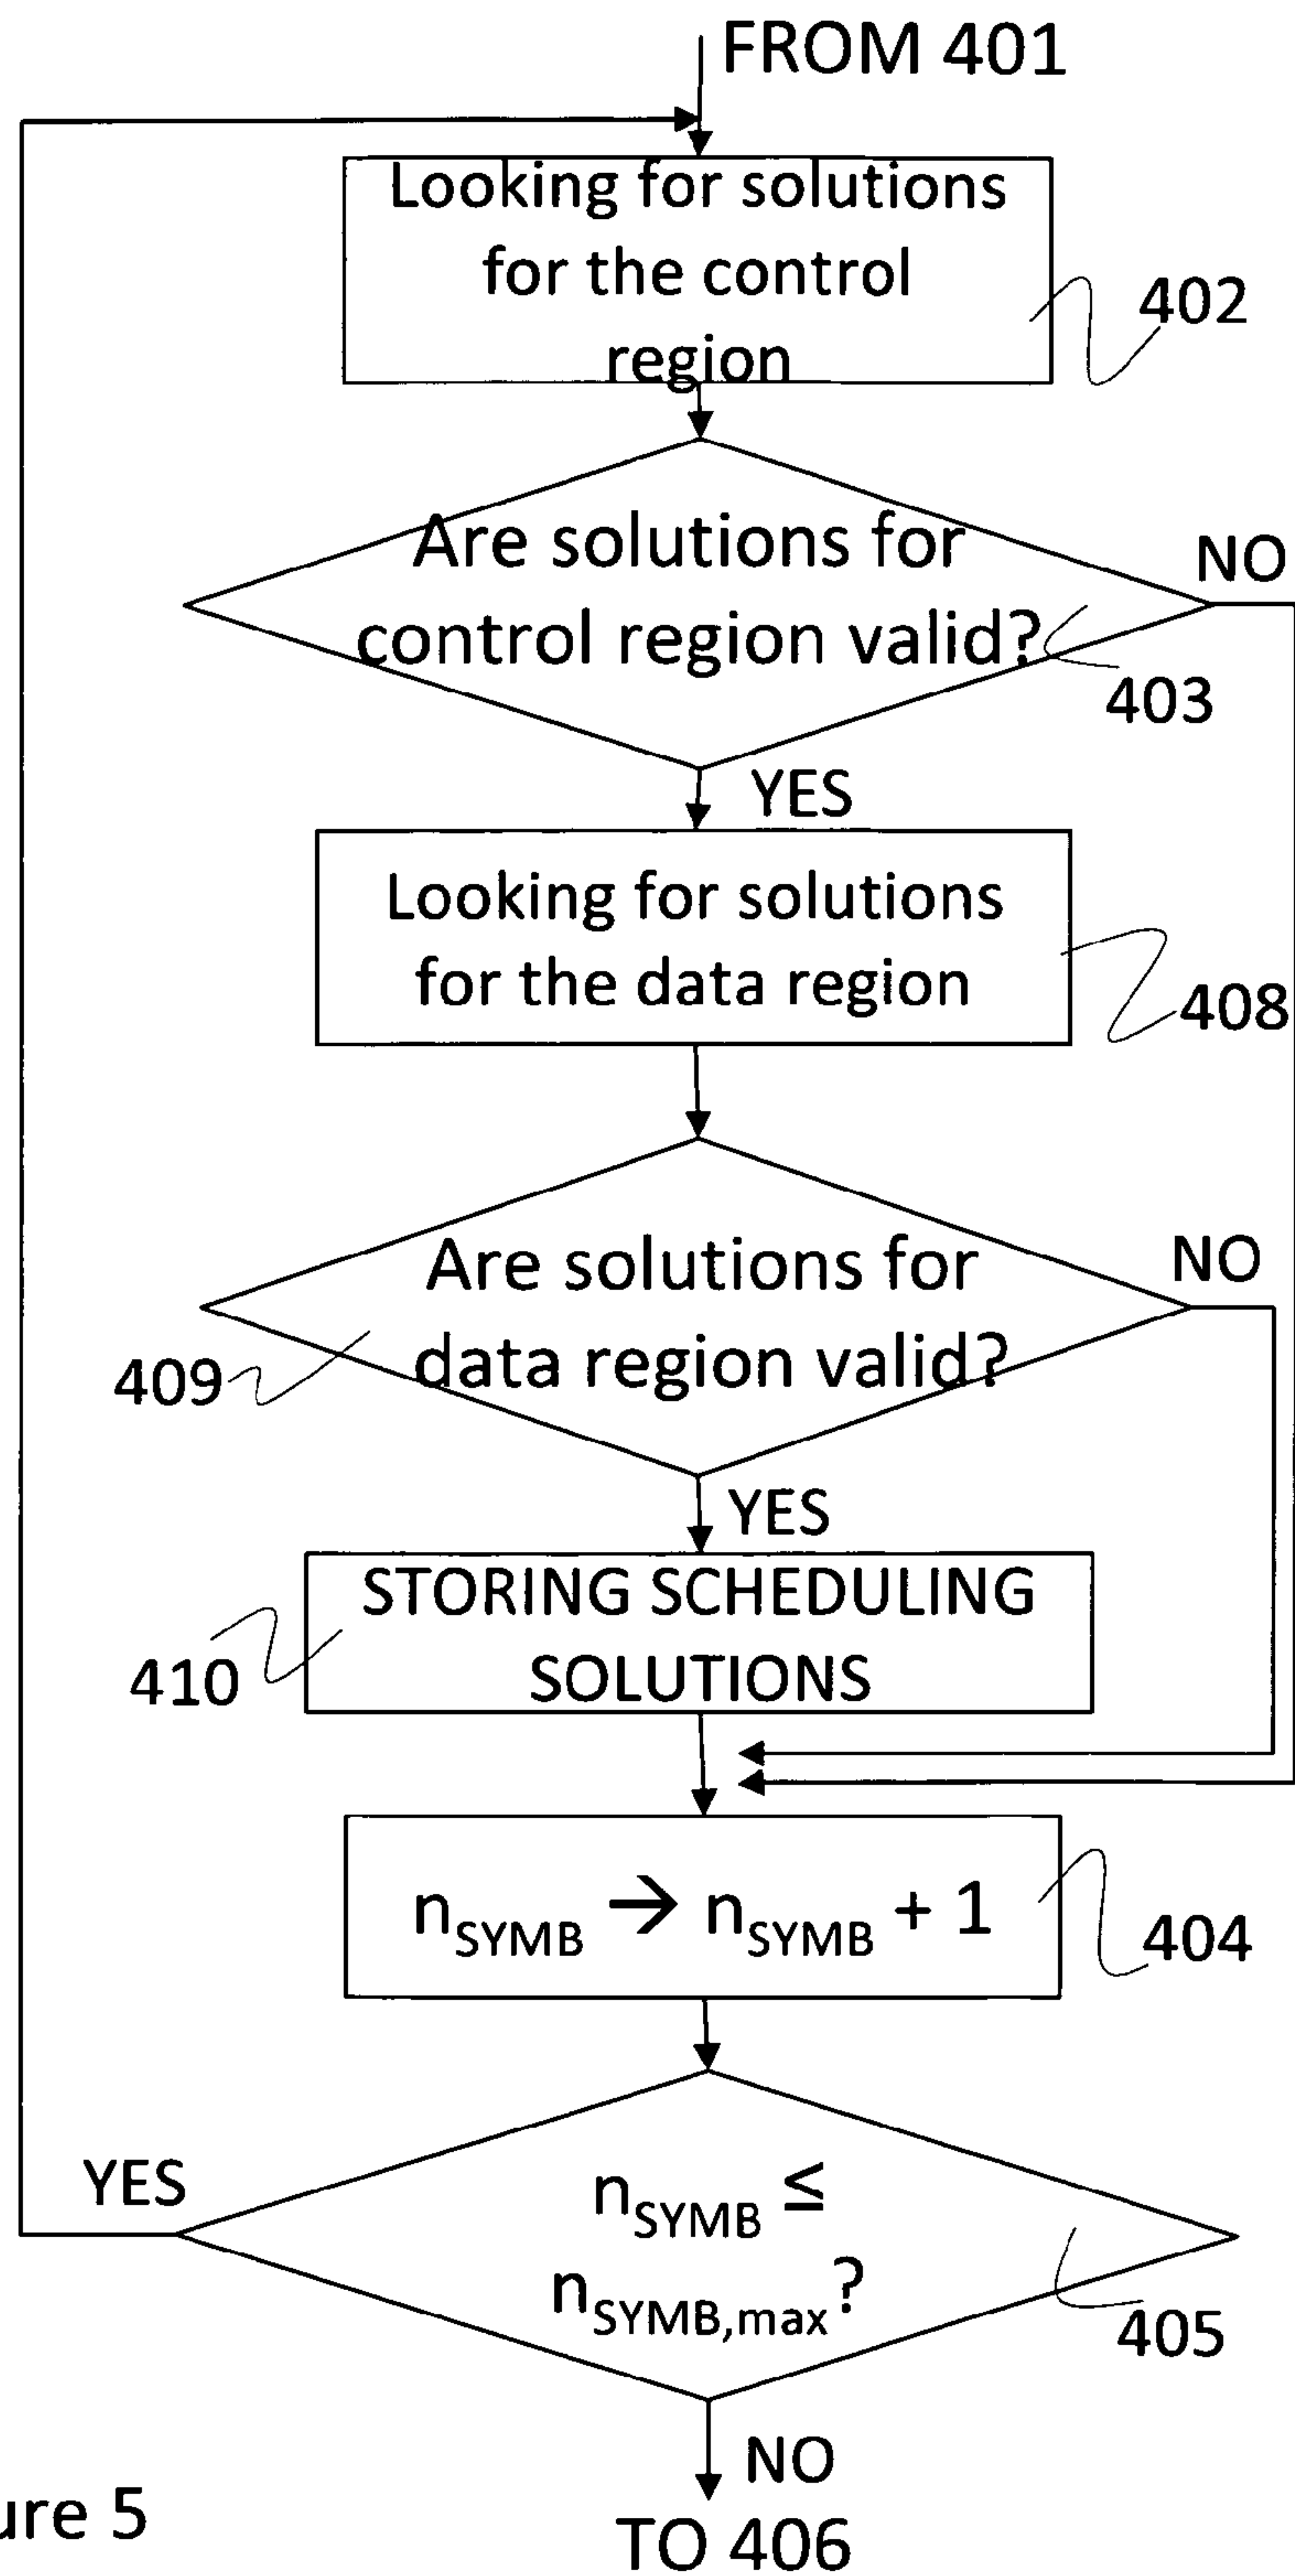 FROM 401
Looking for solutions
for the control
region
402
Are solutions for
control region valid?
NO
403
YES
Looking for solutions
for the data region
408
Are solutions for
data region valid?
NO
409
YES
STORING SCHEDULING
SOLUTIONS
410
nSYMB → nSYMB + 1
404
YES
nSYMB ≤
nSYMB,max?
405
NO
TO 406
ure 5